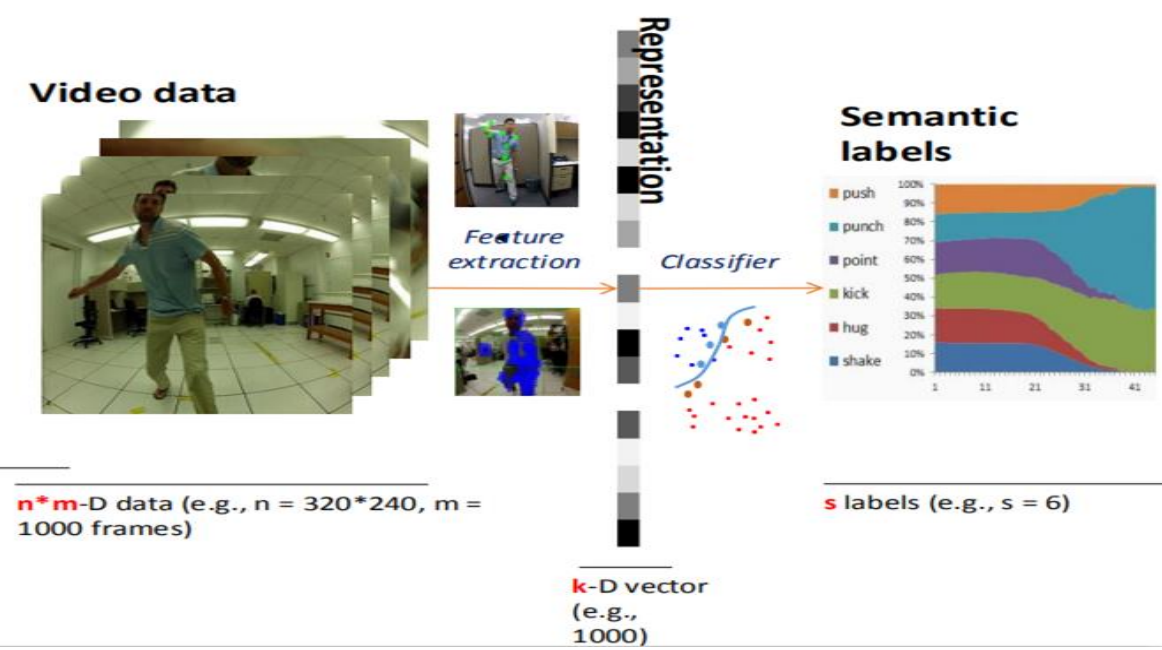 Video data
Feature
extraction
Representation
Classifier
Semantic
labels
push
punch
point
kick
hug
shake
100%
90%
80%
70%
60%
50%
40%
30%
20%
10%
0%
1 11 21 31 41
n*m-D data (e.g., n = 320*240, m =
1000 frames)
k-D vector
(e.g.,
1000)
s labels (e.g., s = 6)